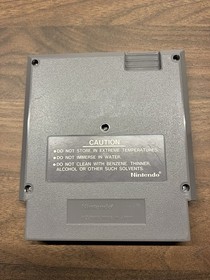 CAUTION
●DO NOT STORE IN EXTREME TEMPERATURES.
●DO NOT IMMERSE IN WATER.
●DO NOT CLEAN WITH BENZENE, THINNER,
ALCOHOL OR OTHER SUCH SOLVENTS.
Nintendo®